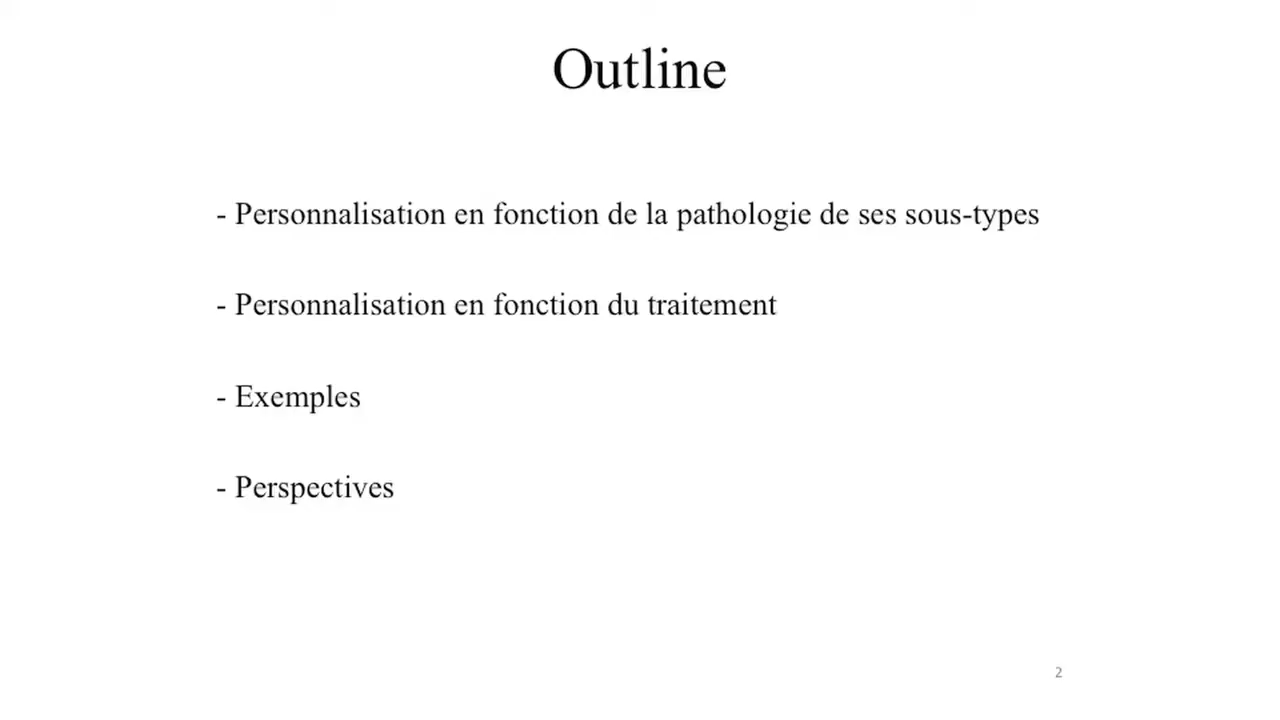 Outline
- Personnalisation en fonction de la pathologie de ses sous-types
- Personnalisation en fonction du traitement
- Exemples
- Perspectives
2